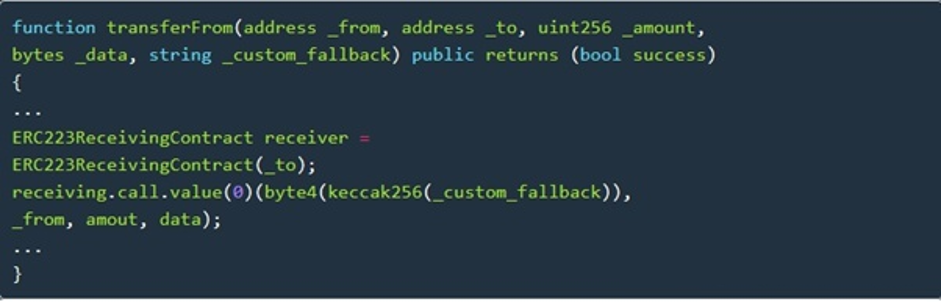 function transferFrom(address _from, address _to, uint256 _amount,
bytes _data, string _custom_fallback) public returns (bool success)
{
...
ERC223ReceivingContract receiver =
ERC223ReceivingContract(_to);
receiving.call.value(0)(byte4(keccak256(_custom_fallback)),
_from, amout, data);
...
}